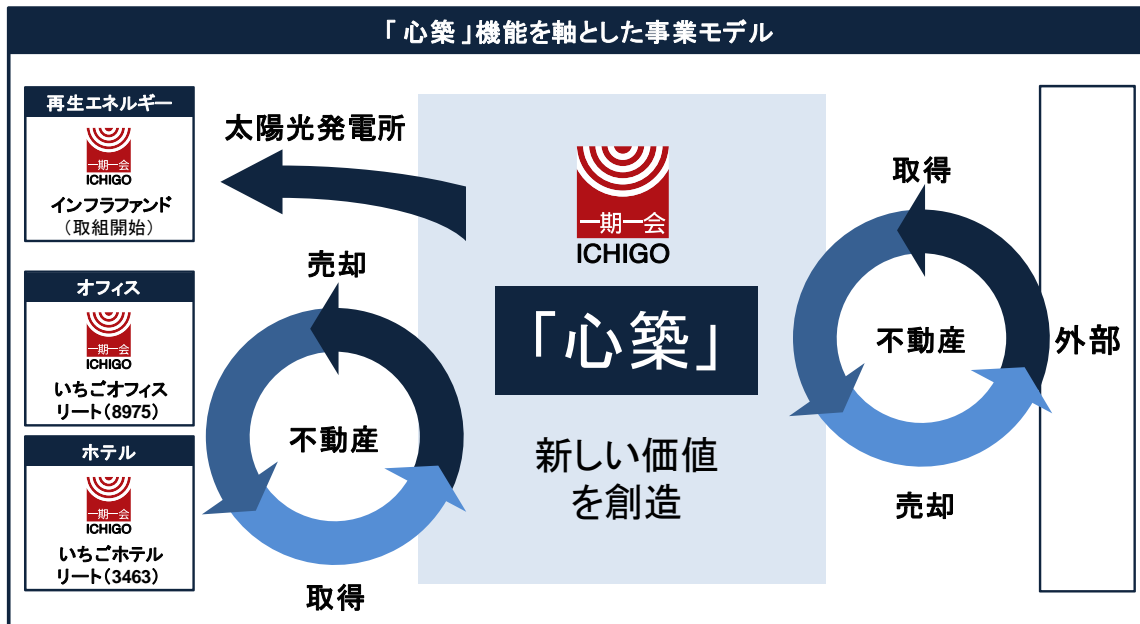 「心築」機能を軸とした事業モデル
再生エネルギー
一期一会
ICHIGO
インフラファンド
（取組開始）
オフィス
一期一会
ICHIGO
いちごオフィス
リート（8975）
ホテル
一期一会
ICHIGO
いちごホテル
リート（3463）
太陽光発電所
売却
不動産
取得
一期一会
ICHIGO
「心築」
新しい価値
を創造
取得
不動産
売却
外部